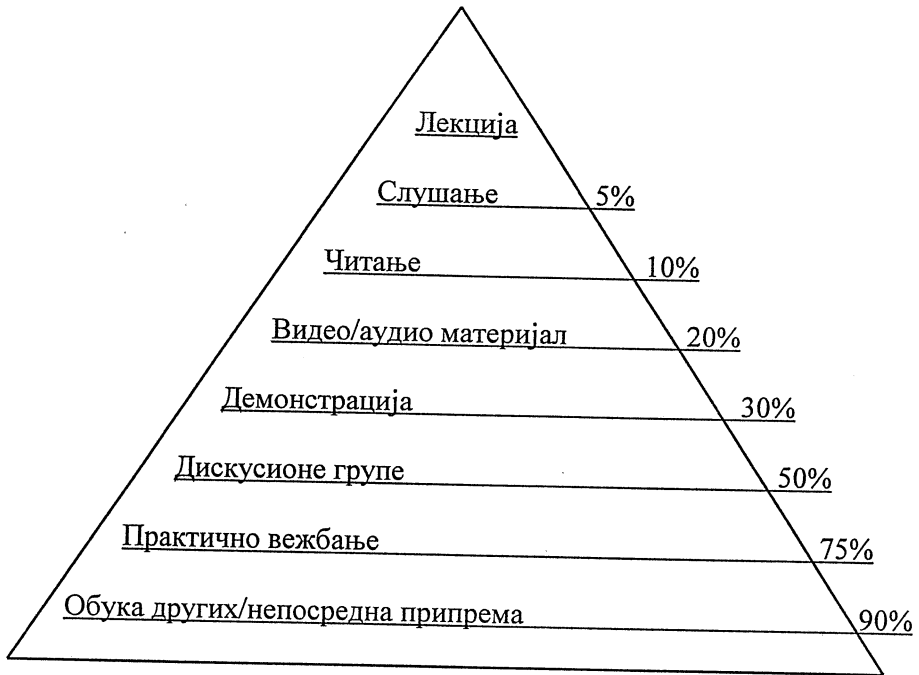 Лекција
Слушање 5%
Читање 10%
Видео/аудио материјал 20%
Демонстрација 30%
Дискусионе групе 50%
Практично вежбање 75%
Обука других/непосредна припрема 90%